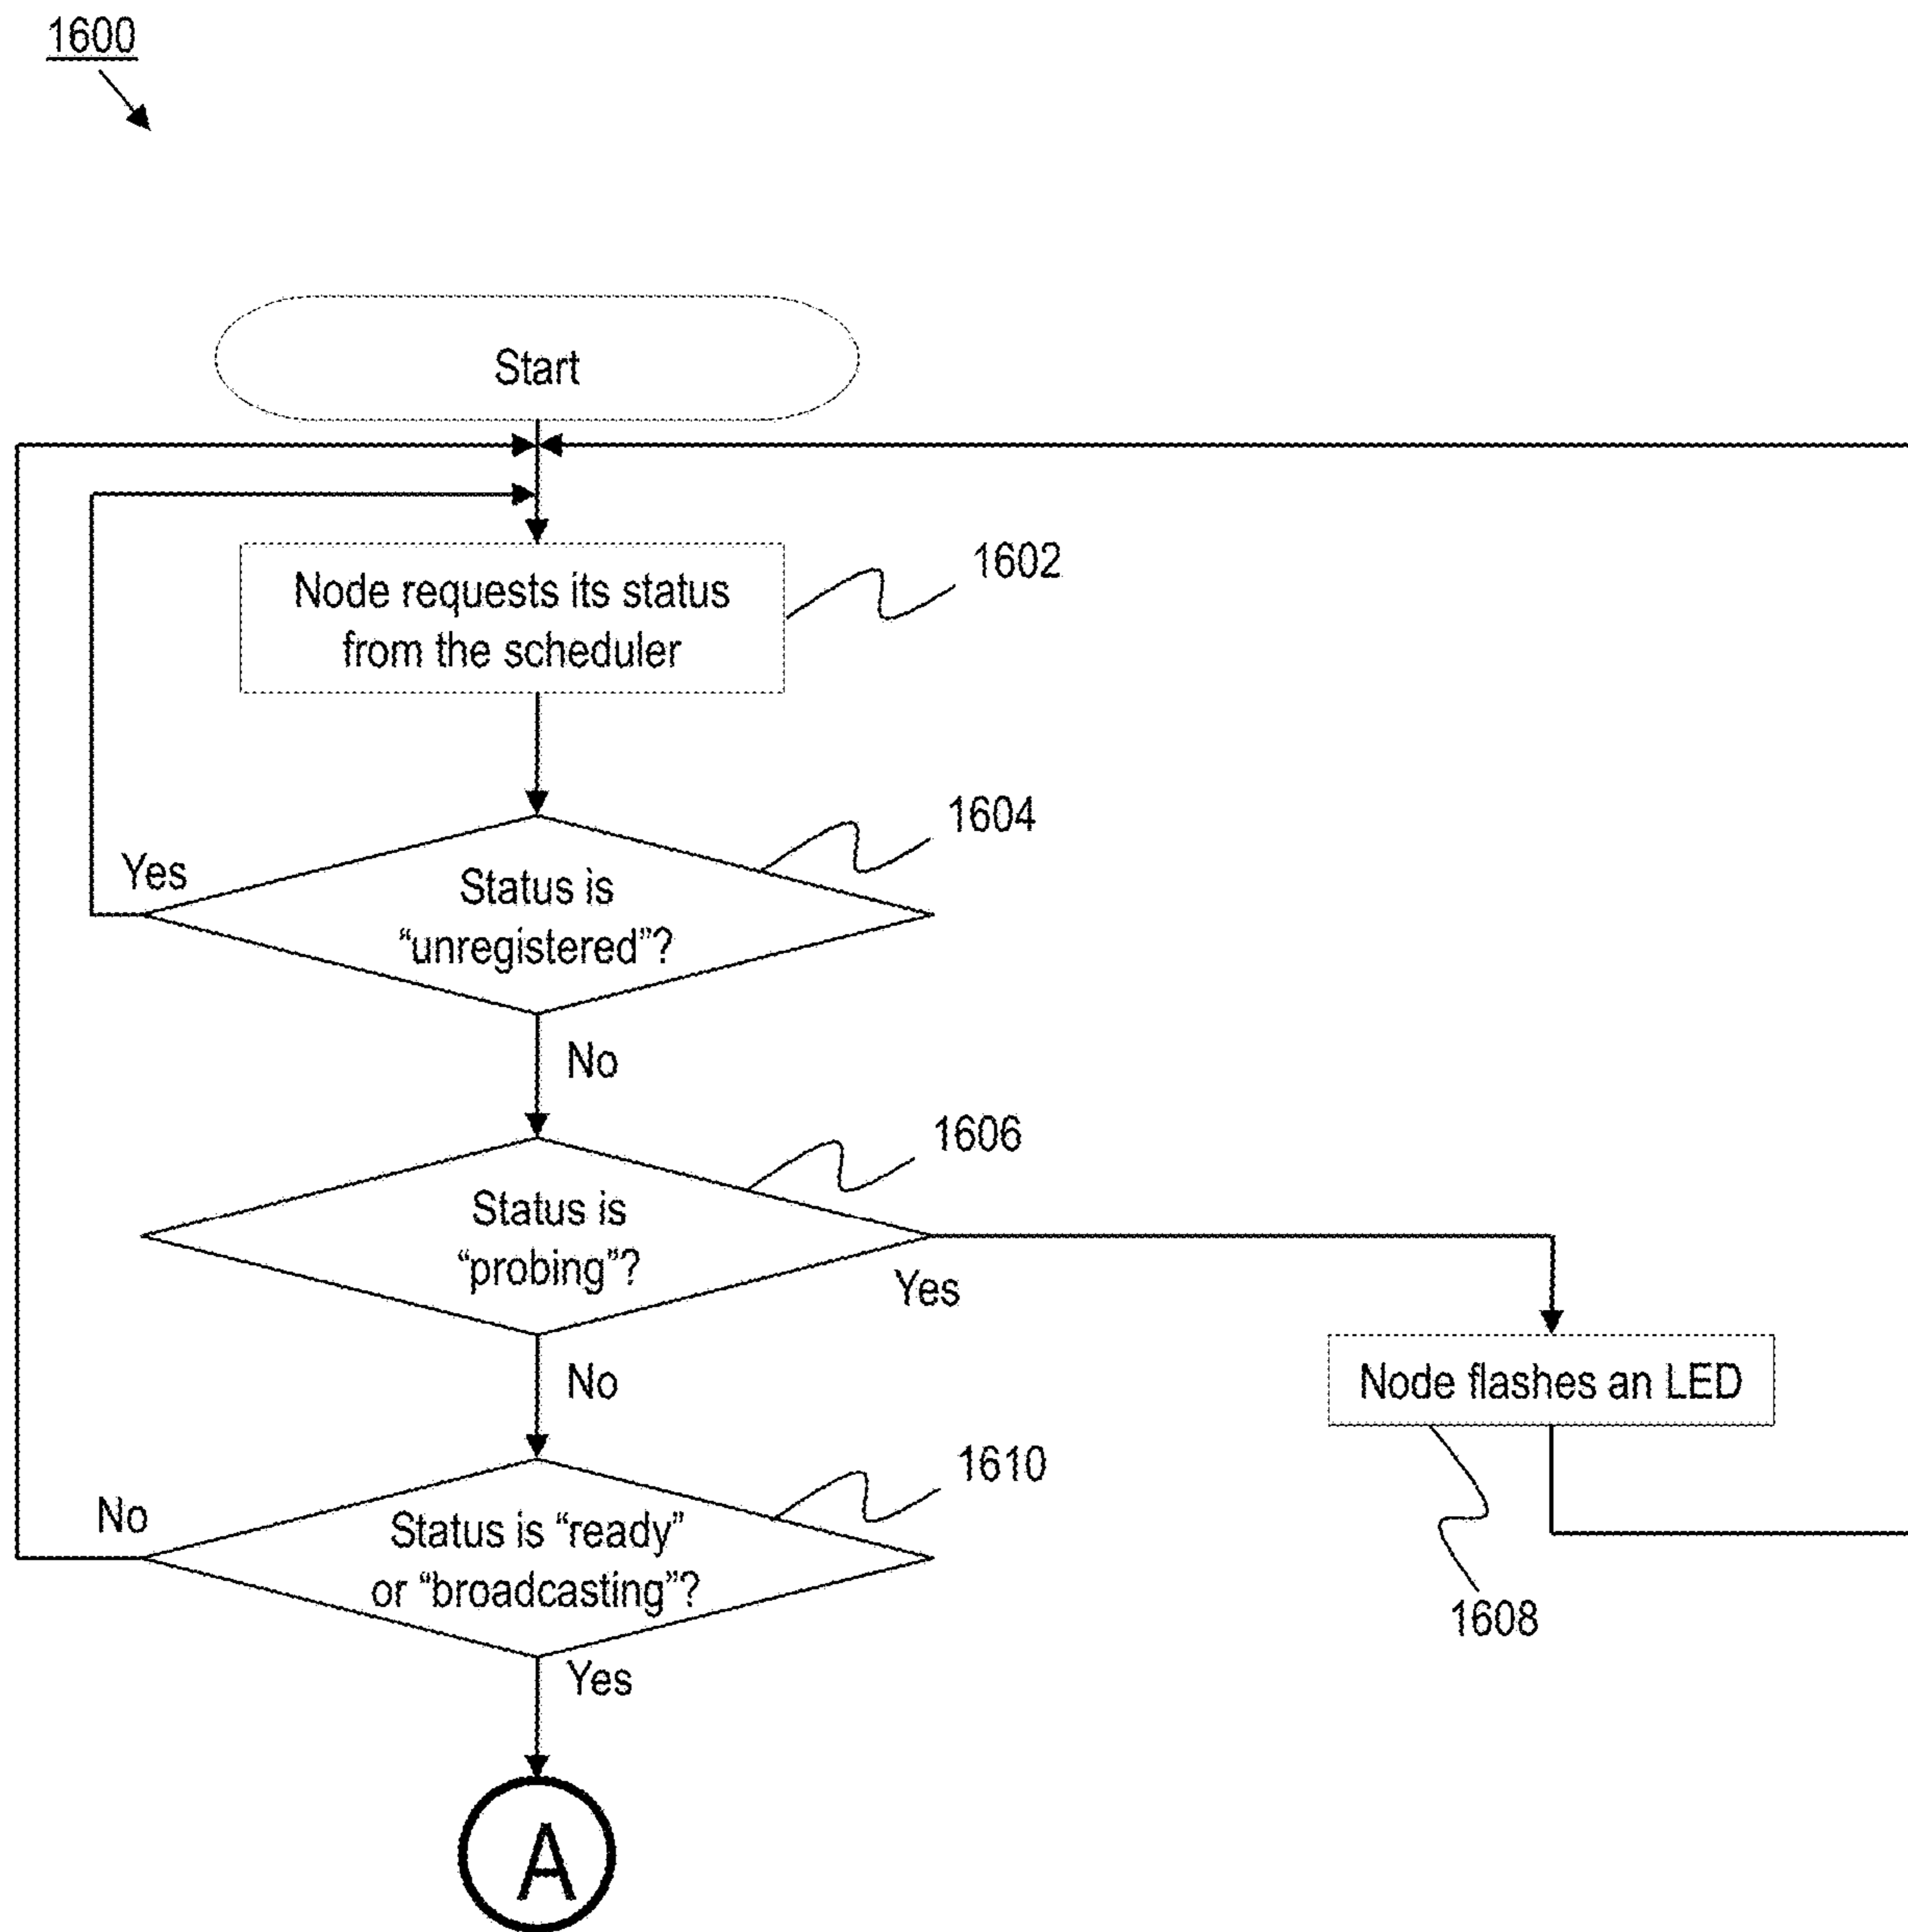 1600
Start
Node requests its status
from the scheduler
1602
1604
Yes
Status is
“unregistered”?
No
1606
Status is
“probing”?
Yes
No
Node flashes an LED
1610
No
Status is “ready”
or “broadcasting”?
1608
Yes
A